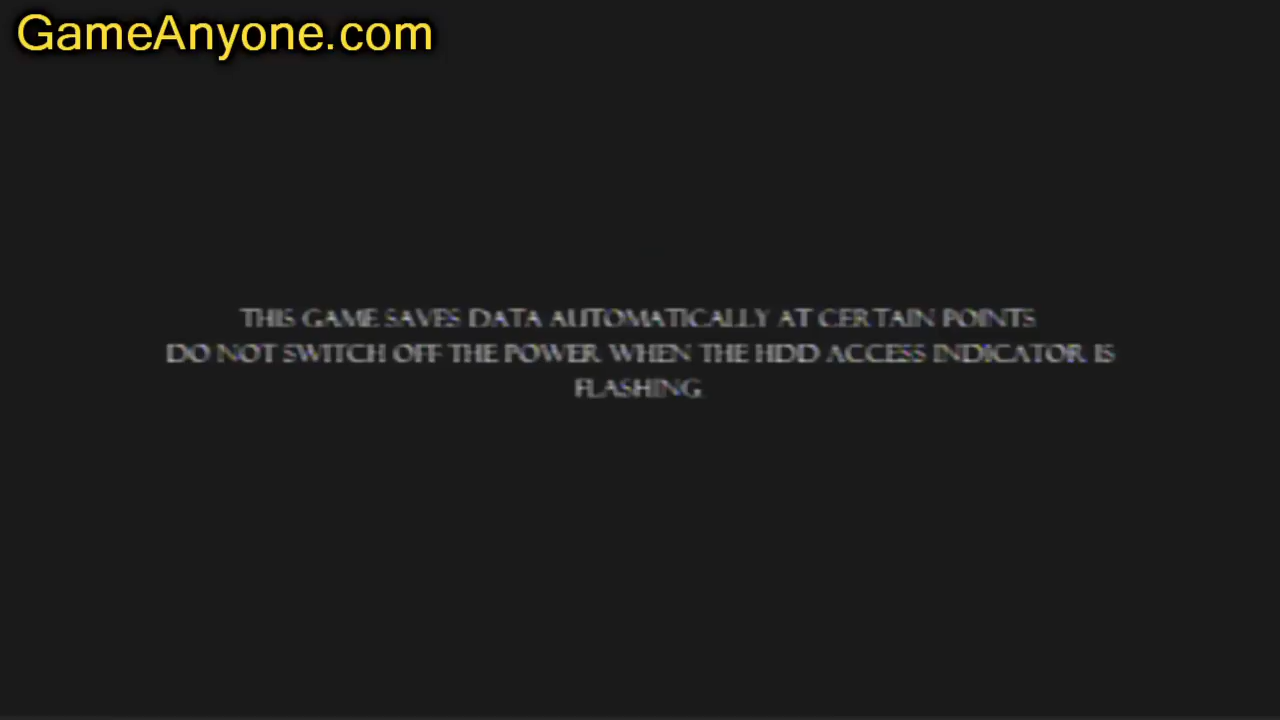 GameAnyone.com
THIS GAME SAVES DATA AUTOMATICALLY AT CERTAIN POINTS
DO NOT SWITCH OFF THE POWER WHEN THE HDD ACCESS INDICATOR IS
FLASHING.